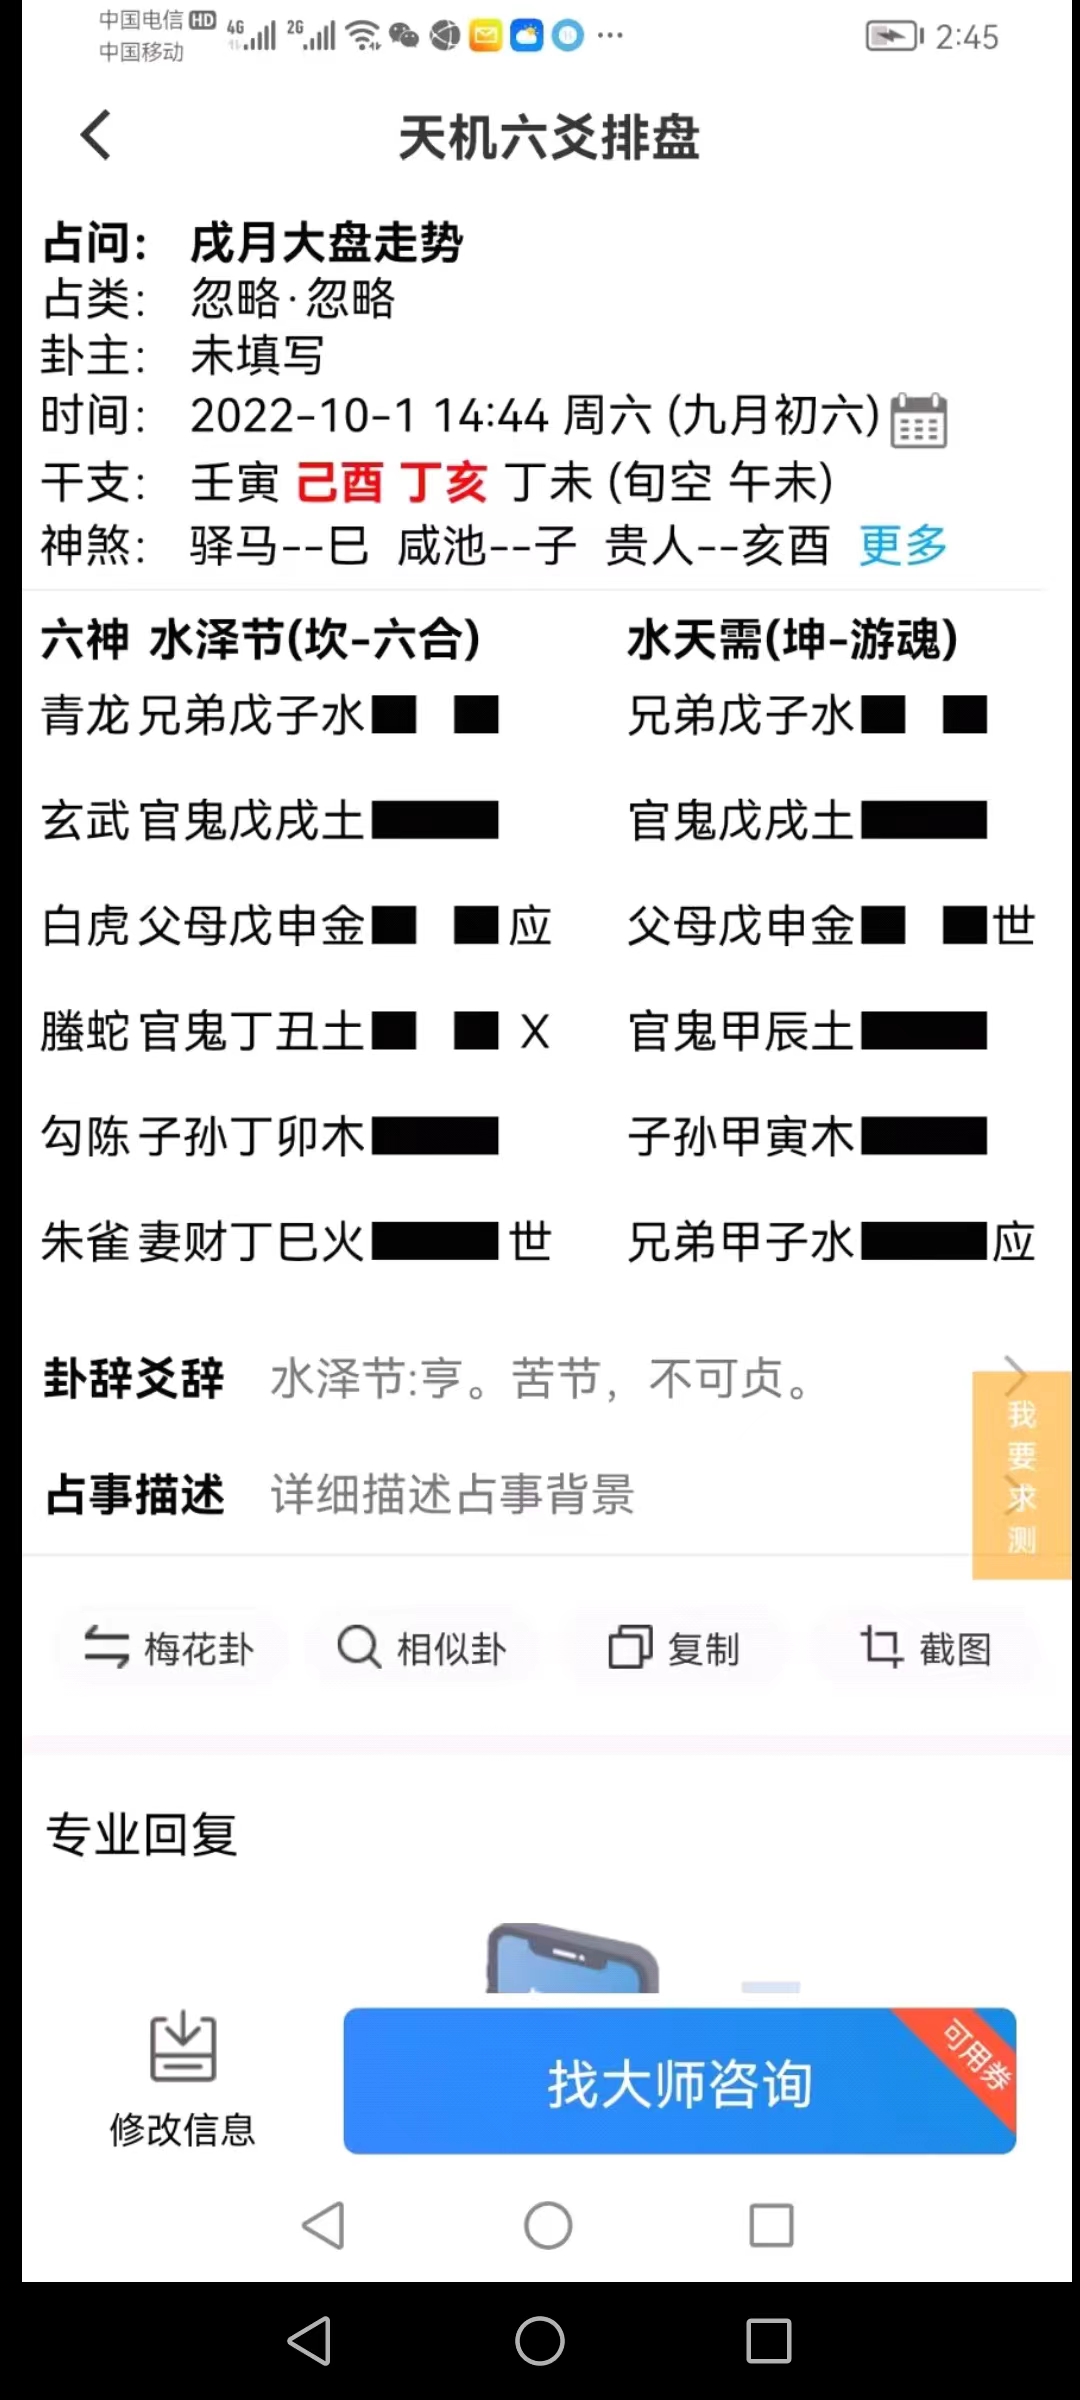 中国电信 HD 4G 2G 2:45
中国移动
天机六爻排盘
占问: 戌月大盘走势
占类: 忽略·忽略
卦主: 未填写
时间: 2022-10-1 14:44 周六 (九月初六)
干支: 壬寅 己酉 丁亥 丁未 (旬空 午未)
神煞: 驿马--巳 咸池--子 贵人--亥酉 更多
六神 水泽节(坎-六合) 水天需(坤-游魂)
青龙 兄弟戊子水 兄弟戊子水
玄武 官鬼戊戌土 官鬼戊戌土
白虎 父母戊申金 应 父母戊申金 世
螣蛇 官鬼丁丑土 X 官鬼甲辰土
勾陈 子孙丁卯木 子孙甲寅木
朱雀 妻财丁巳火 世 兄弟甲子水 应
卦辞爻辞 水泽节:亨。苦节，不可贞。
我要求测
占事描述 详细描述占事背景
梅花卦 相似卦 复制 截图
专业回复
可用券
找大师咨询
修改信息